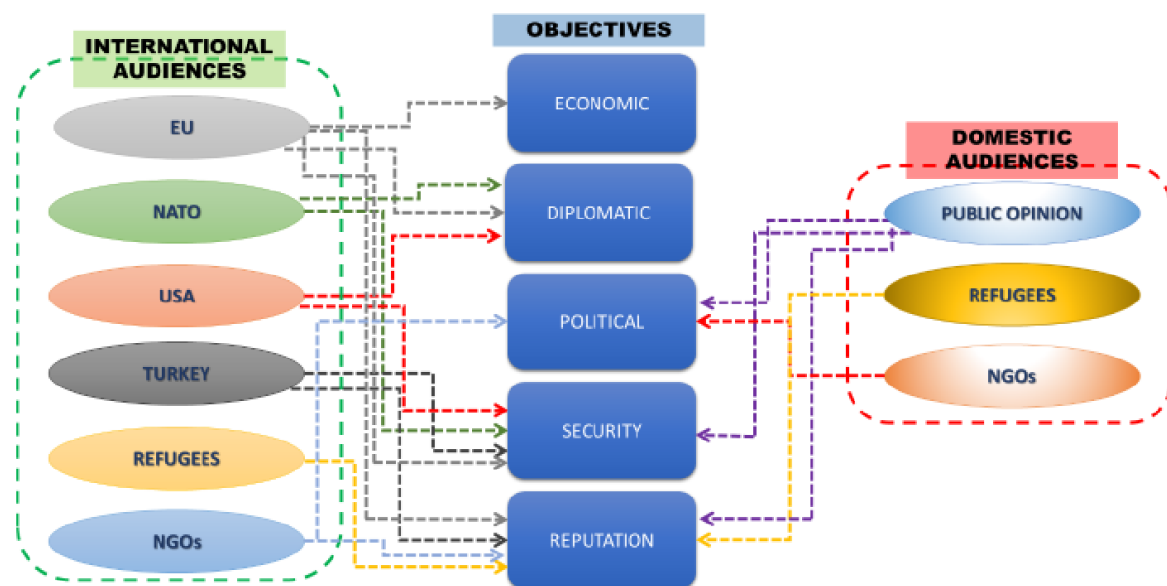 INTERNATIONAL
AUDIENCES
EU
NATO
USA
TURKEY
REFUGEES
NGOs
OBJECTIVES
ECONOMIC
DIPLOMATIC
POLITICAL
SECURITY
REPUTATION
DOMESTIC
AUDIENCES
PUBLIC OPINION
REFUGEES
NGOs